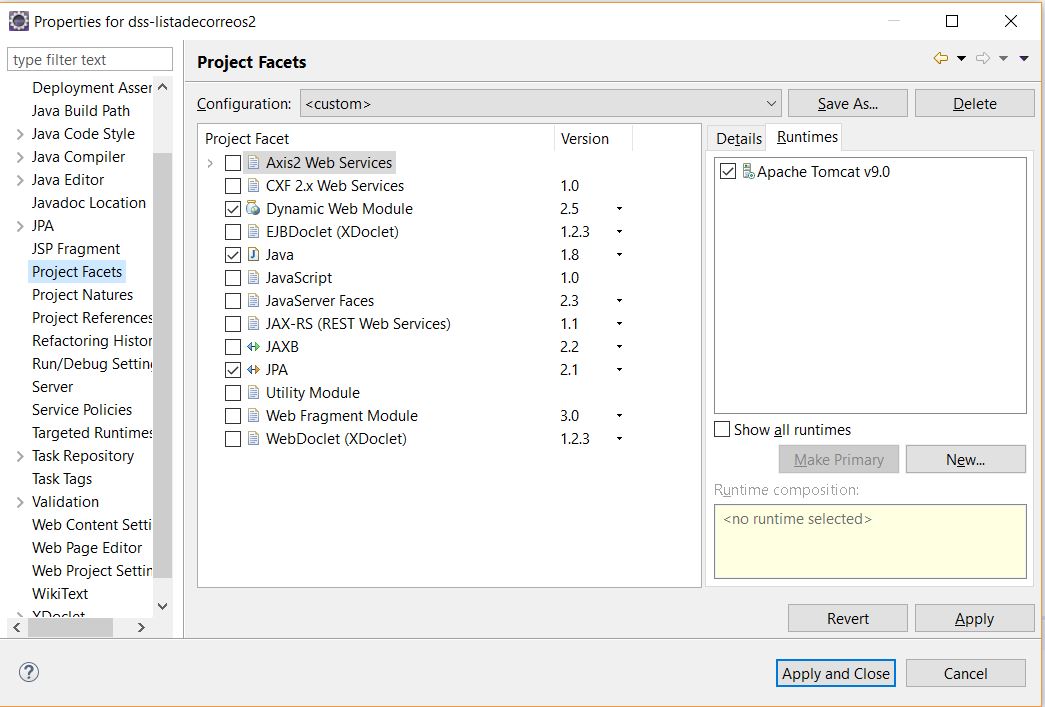 Properties for dss-listadecorreos2
type filter text
Deployment Asser
Java Build Path
Java Code Style
Java Compiler
Java Editor
Javadoc Location
JPA
JSP Fragment
Project Facets
Project Natures
Project References
Refactoring Histor
Run/Debug Setting
Server
Service Policies
Targeted Runtimes
Task Repository
Task Tags
Validation
Web Content Setti
Web Page Editor
Web Project Settin
WikiText
XDoclet
Project Facets
Configuration: <custom> Save As... Delete
Project Facet Version
Axis2 Web Services
CXF 2.x Web Services 1.0
Dynamic Web Module 2.5
EJBDoclet (XDoclet) 1.2.3
Java 1.8
JavaScript 1.0
JavaServer Faces 2.3
JAX-RS (REST Web Services) 1.1
JAXB 2.2
JPA 2.1
Utility Module
Web Fragment Module 3.0
WebDoclet (XDoclet) 1.2.3
Details Runtimes
Apache Tomcat v9.0
Show all runtimes
Make Primary New...
Runtime composition:
<no runtime selected>
Revert Apply
? Apply and Close Cancel